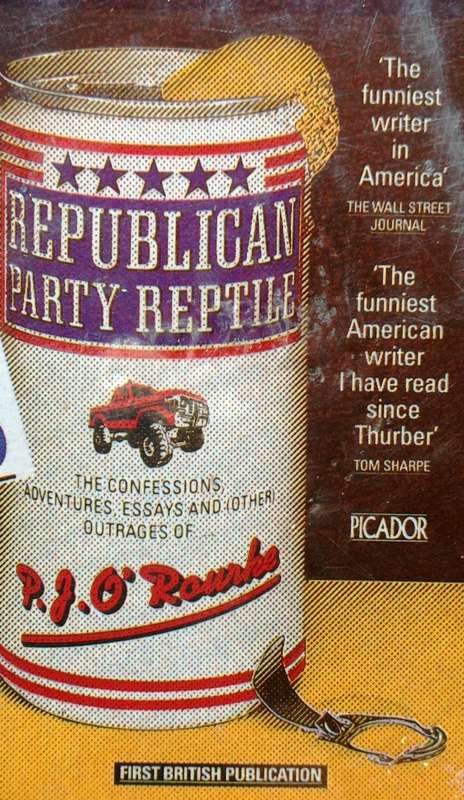 REPUBLICAN
PARTY REPTILE
THE CONFESSIONS,
ADVENTURES, ESSAYS AND (OTHER)
OUTRAGES OF...
P.J.O'Rourke
'The
funniest
writer
in
America'
THE WALL STREET
JOURNAL
'The
funniest
American
writer
I have read
since
Thurber'
TOM SHARPE
PICADOR
FIRST BRITISH PUBLICATION